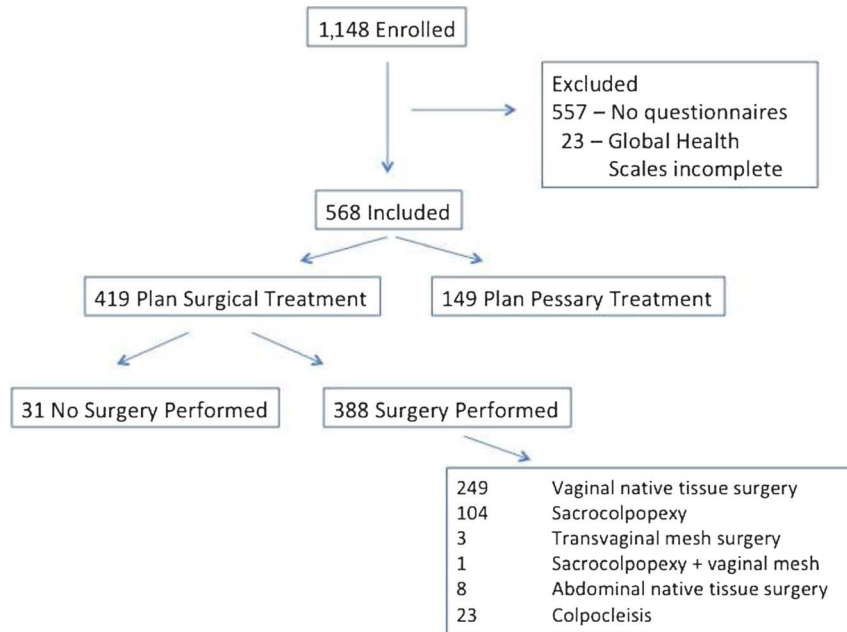 1,148 Enrolled
Excluded
557 – No questionnaires
23 – Global Health
Scales incomplete
568 Included
419 Plan Surgical Treatment
149 Plan Pessary Treatment
31 No Surgery Performed
388 Surgery Performed
249 Vaginal native tissue surgery
104 Sacrocolpopexy
3 Transvaginal mesh surgery
1 Sacrocolpopexy + vaginal mesh
8 Abdominal native tissue surgery
23 Colpocleisis